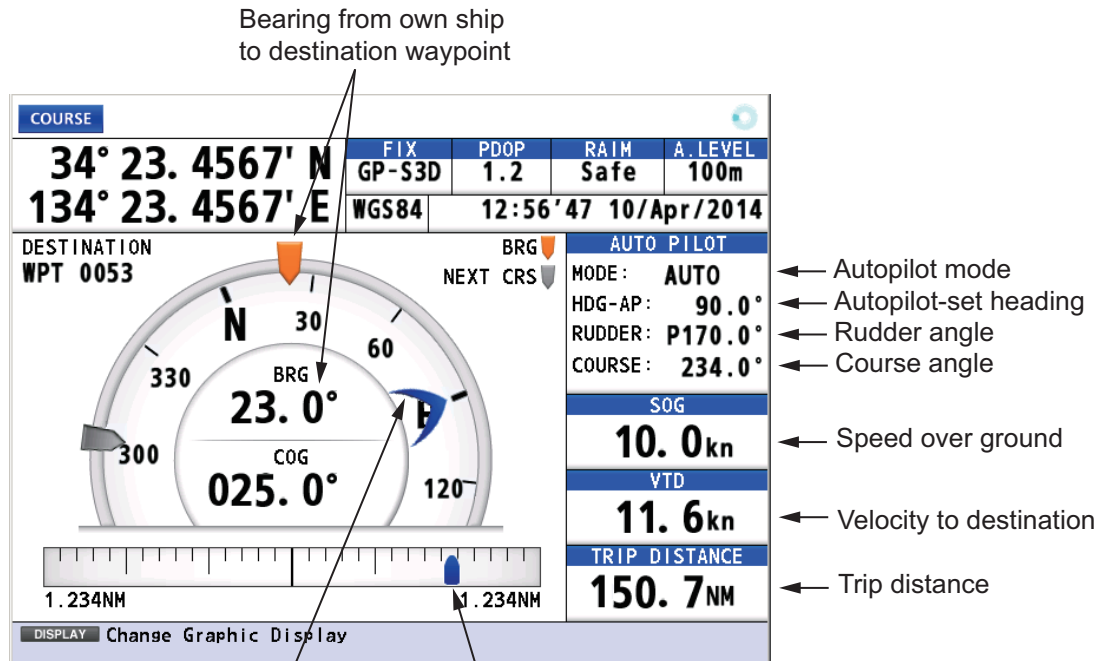 Bearing from own ship
to destination waypoint
COURSE
34° 23. 4567' N
134° 23. 4567' E
FIX PDOP RAIM A.LEVEL
GP-S3D 1.2 Safe 100m
WGS84 12:56'47 10/Apr/2014
DESTINATION
WPT 0053
BRG
NEXT CRS
N 30 60 E 120
330
300
BRG
23. 0°
COG
025. 0°
1.234NM 1.234NM
AUTO PILOT
MODE: AUTO
HDG-AP: 90.0°
RUDDER: P170.0°
COURSE: 234.0°
SOG
10. 0kn
VTD
11. 6kn
TRIP DISTANCE
150. 7NM
Autopilot mode
Autopilot-set heading
Rudder angle
Course angle
Speed over ground
Velocity to destination
Trip distance
DISPLAY Change Graphic Display